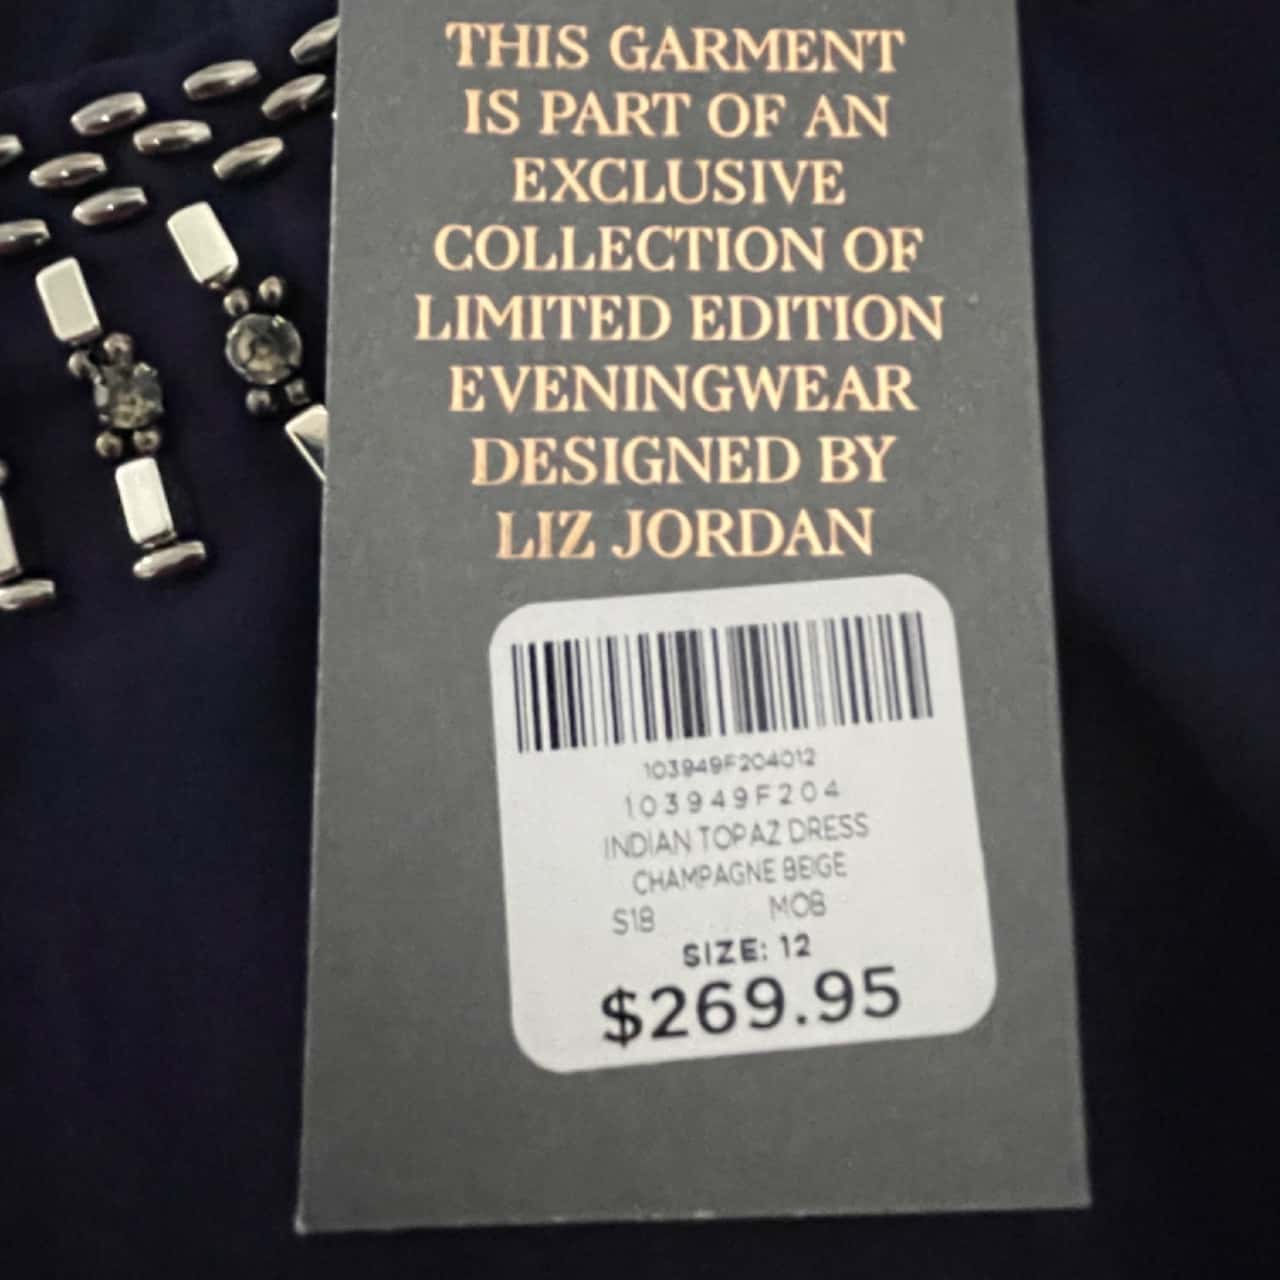 THIS GARMENT
IS PART OF AN
EXCLUSIVE
COLLECTION OF
LIMITED EDITION
EVENINGWEAR
DESIGNED BY
LIZ JORDAN
103949F204012
103949F204
INDIAN TOPAZ DRESS
CHAMPAGNE BEIGE
S18 MOB
SIZE: 12
$269.95